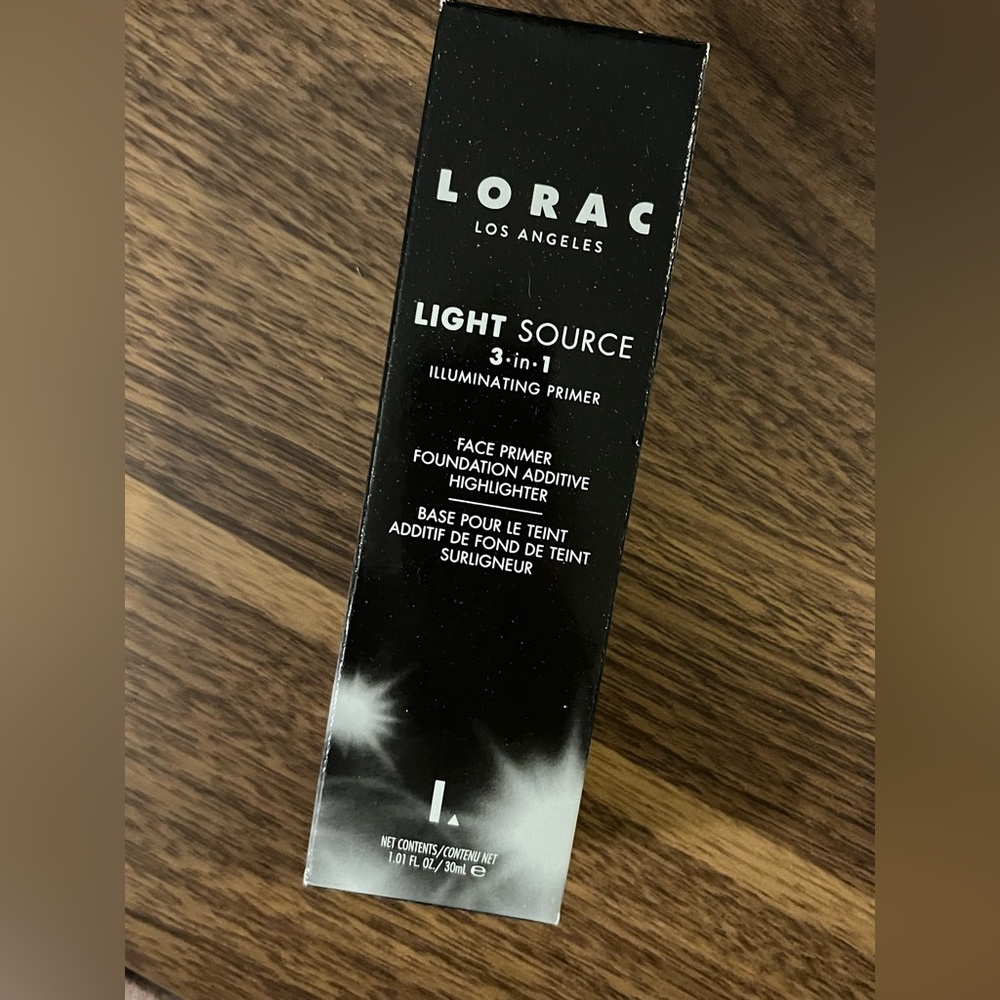 LORAC
LOS ANGELES
LIGHT SOURCE
3·in·1
ILLUMINATING PRIMER
FACE PRIMER
FOUNDATION ADDITIVE
HIGHLIGHTER
BASE POUR LE TEINT
ADDITIF DE FOND DE TEINT
SURLIGNEUR
L
NET CONTENTS/CONTENU NET
1.01 FL. OZ./ 30mL ℮